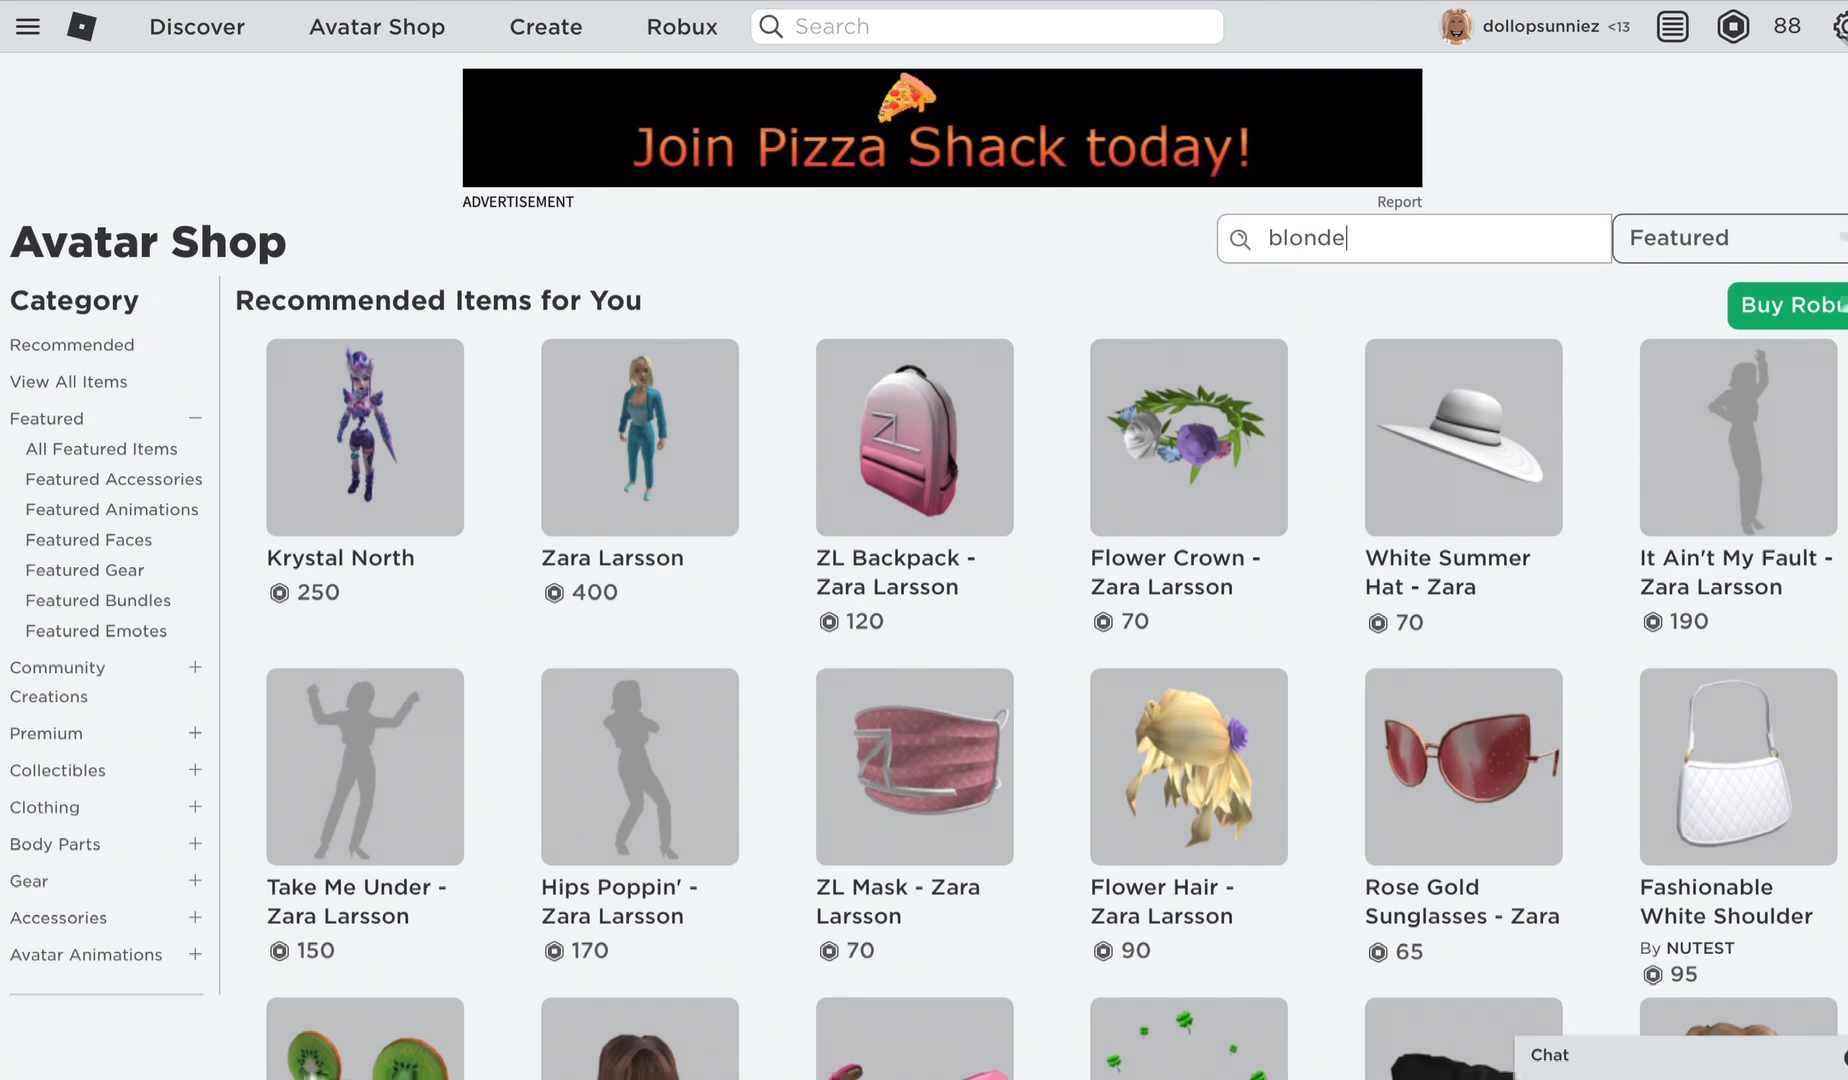 Discover
Avatar Shop
Create
Robux
Search
dollopsunniez <13
88
Join Pizza Shack today!
ADVERTISEMENT
Report
Avatar Shop
blonde
Featured
Category
Recommended Items for You
Buy
Recommended
View All Items
Featured
All Featured Items
Featured Accessories
Featured Animations
Featured Faces
Featured Gear
Featured Bundles
Featured Emotes
Community
Creations
Premium
Collectibles
Clothing
Body Parts
Gear
Accessories
Avatar Animations
Krystal North
250
Zara Larsson
400
ZL
ZL Backpack -
Zara Larsson
120
Flower Crown -
Zara Larsson
70
White Summer
Hat - Zara
70
It Ain't My Fault -
Zara Larsson
190
Take Me Under -
Zara Larsson
150
Hips Poppin' -
Zara Larsson
170
ZL Mask - Zara
Larsson
70
Flower Hair -
Zara Larsson
90
Rose Gold
Sunglasses - Zara
65
Fashionable
White Shoulder
By NUTEST
95
Chat